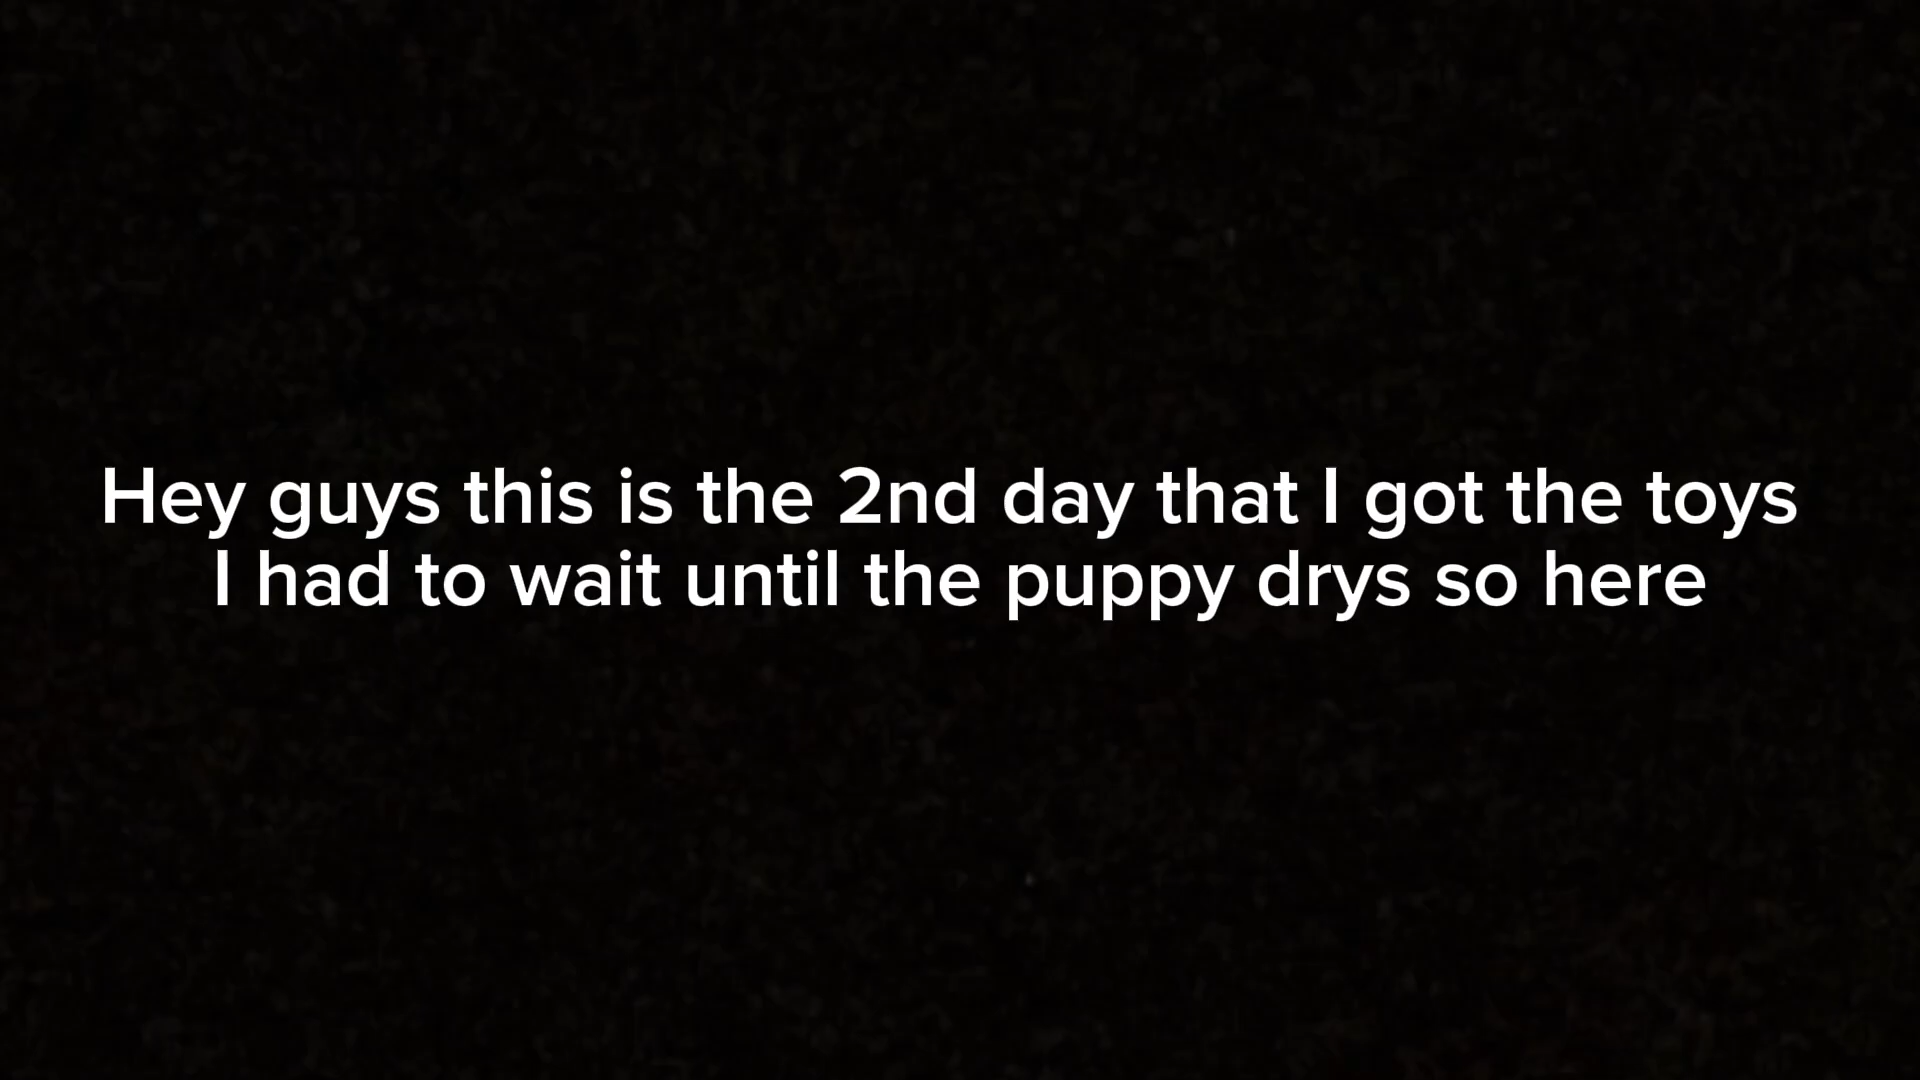 Hey guys this is the 2nd day that I got the toys
I had to wait until the puppy drys so here